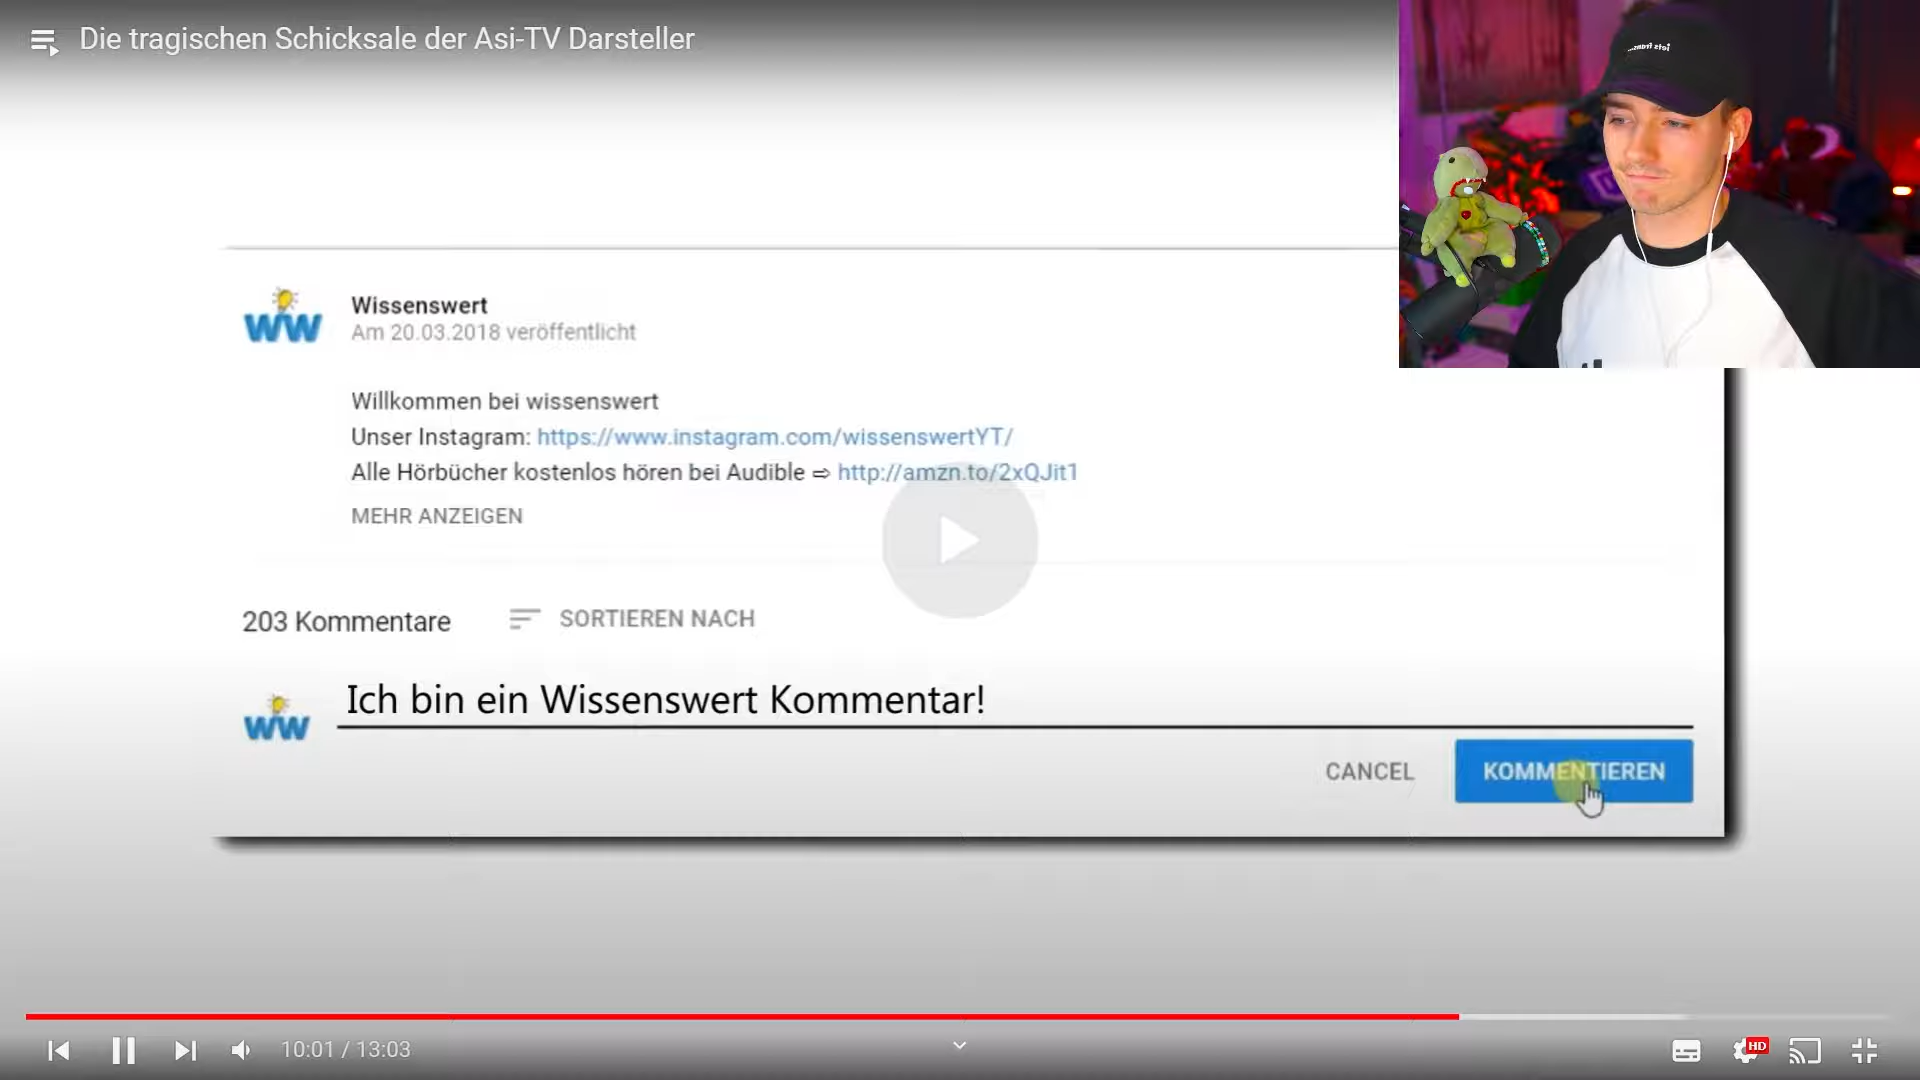 Die tragischen Schicksale der Asi-TV Darsteller
WW
Wissenswert
Am 20.03.2018 veröffentlicht
Willkommen bei wissenswert
Unser Instagram: https://www.instagram.com/wissenswertYT/
Alle Hörbücher kostenlos hören bei Audible ⇨ http://amzn.to/2xQJit1
MEHR ANZEIGEN
203 Kommentare
SORTIEREN NACH
WW
Ich bin ein Wissenswert Kommentar!
CANCEL
KOMMENTIEREN
10:01 / 13:03
HD